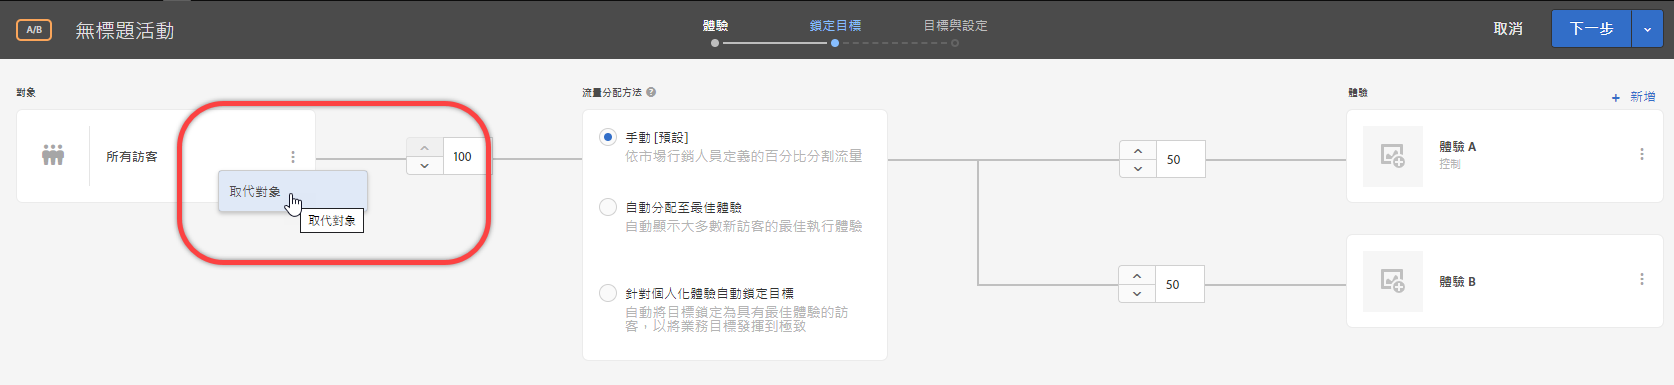 A/B
無標題活動
體驗
鎖定目標
目標與設定
取消
下一步
對象
所有訪客
100
取代對象
取代對象
流量分配方法
?
手動 [預設]
依市場行銷人員定義的百分比分割流量
自動分配至最佳體驗
自動顯示大多數新訪客的最佳執行體驗
針對個人化體驗自動鎖定目標
自動將目標鎖定為具有最佳體驗的訪
客，以將業務目標發揮到極致
50
50
體驗
+ 新增
體驗 A
控制
體驗 B